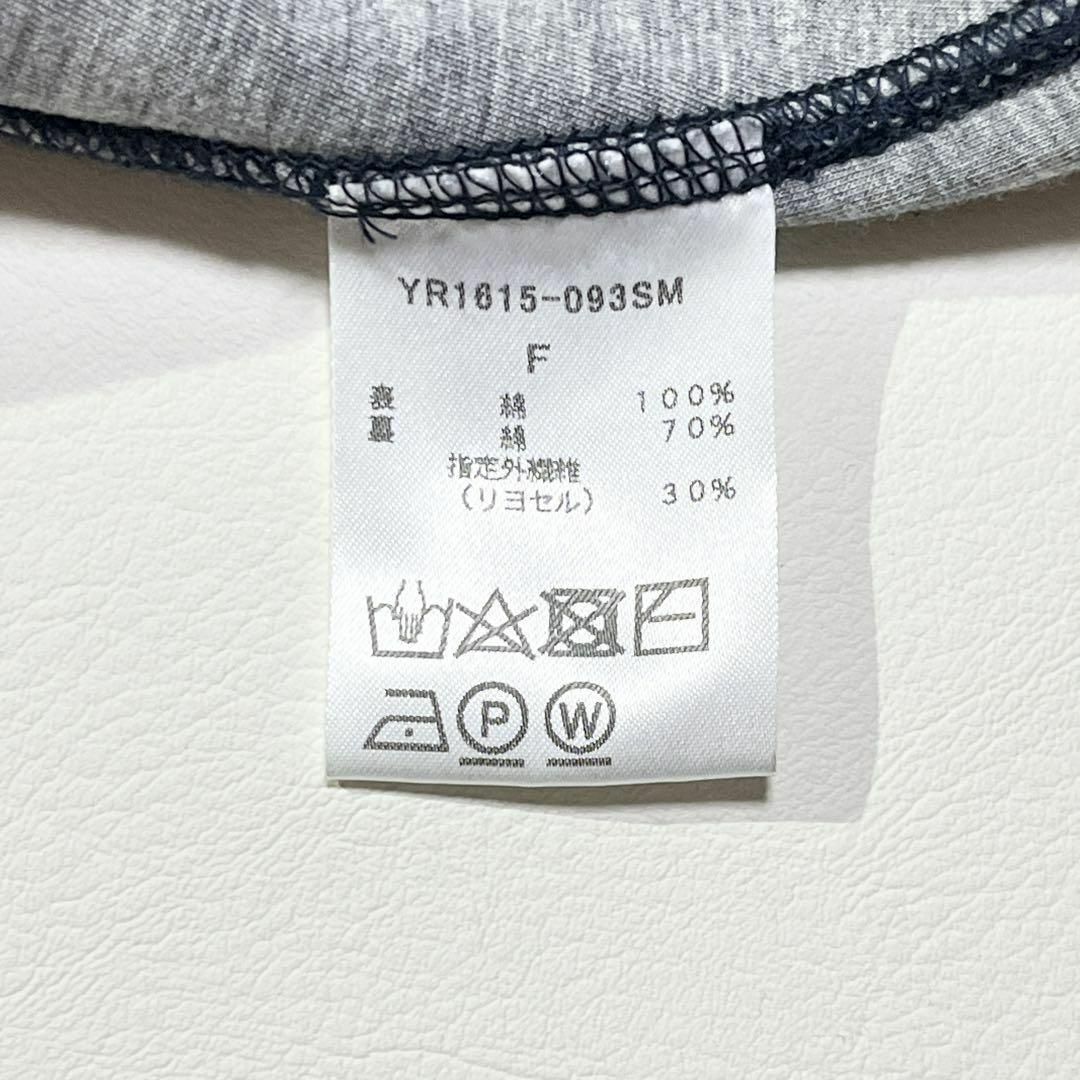 YR1615-093SM
F
表 綿 100%
裏 綿 70%
指定外繊維
(リヨセル) 30%
P W